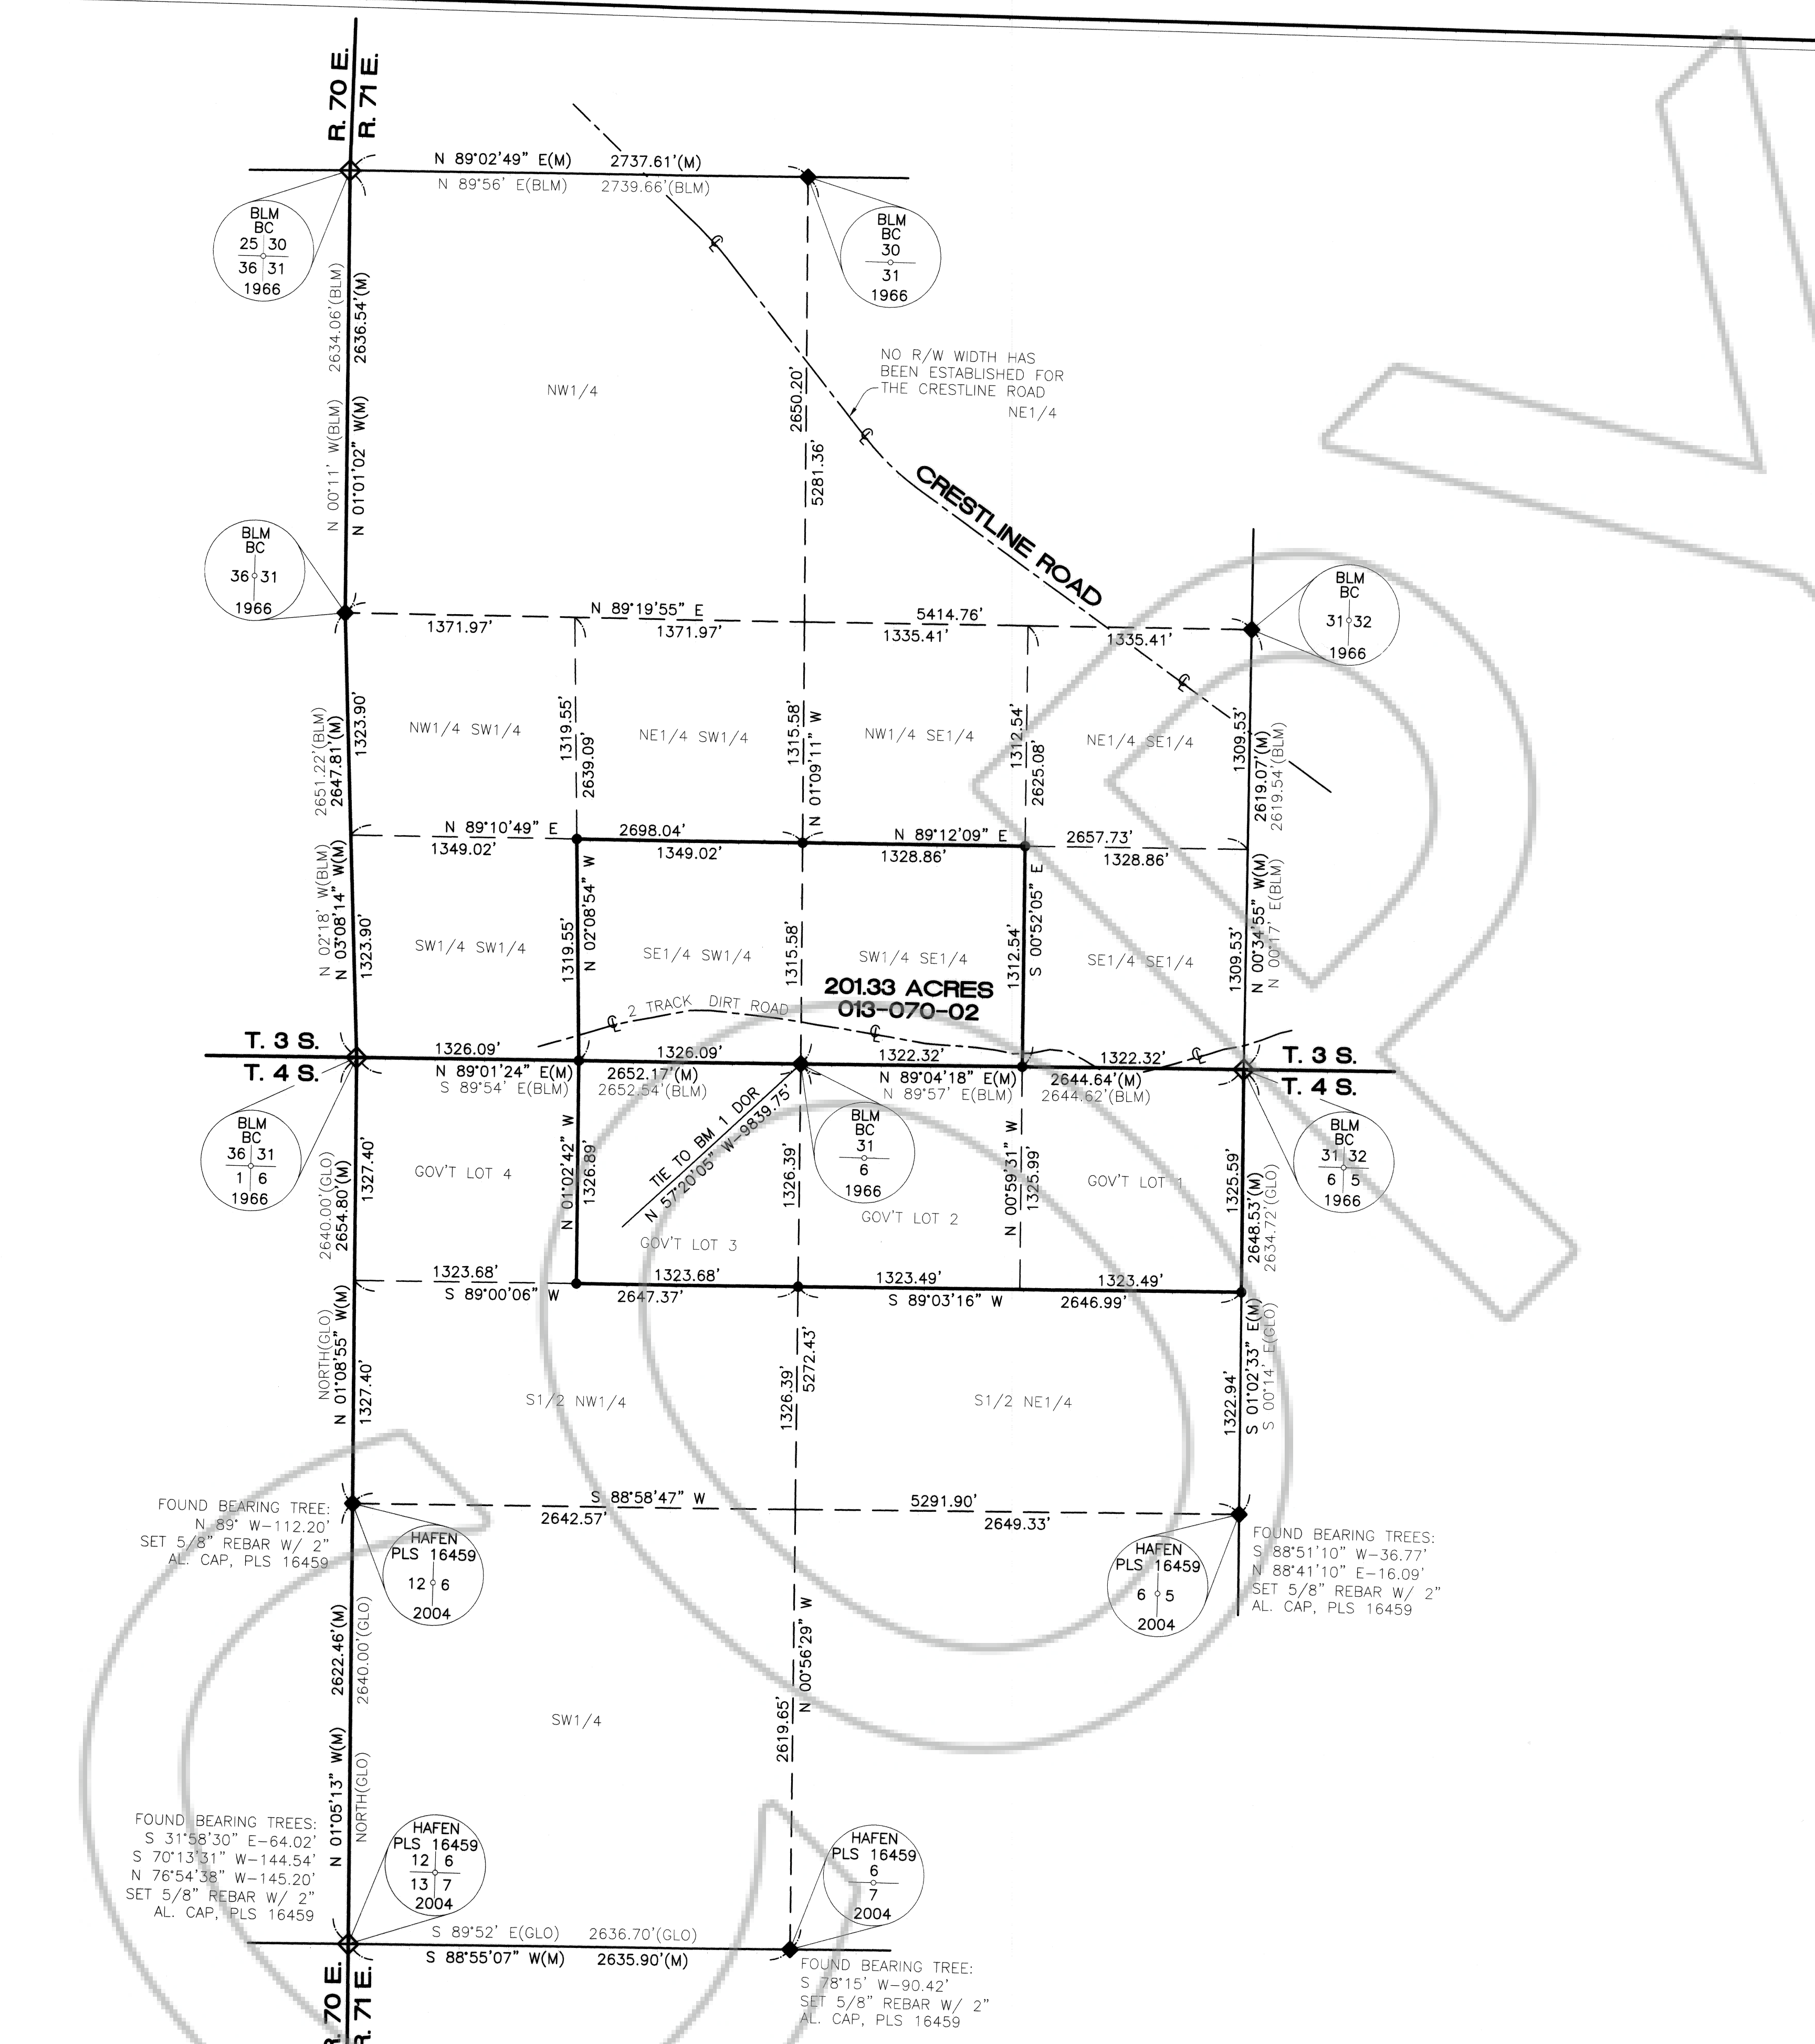 R. 70 E.
R. 71 E.
N 89°02'49" E(M) 2737.61'(M)
N 89°56' E(BLM) 2739.66'(BLM)
BLM
BC
25 30
36 31
1966
BLM
BC
30
31
1966
2634.06'(BLM)
2636.54'(M)
N 00°11' W(BLM)
N 01°01'02" W(M)
NW1/4
2650.20'
5281.36'
NO R/W WIDTH HAS
BEEN ESTABLISHED FOR
THE CRESTLINE ROAD
NE1/4
CRESTLINE ROAD
BLM
BC
36 31
1966
BLM
BC
31 32
1966
N 89°19'55" E
5414.76'
1371.97'
1371.97'
1335.41'
1335.41'
2651.22'(BLM)
2647.81'(M)
1323.90'
NW1/4 SW1/4
1319.55'
2639.09'
NE1/4 SW1/4
1315.58'
N 01°09'11" W
NW1/4 SE1/4
1312.54'
2625.08'
NE1/4 SE1/4
1309.53'
2619.07'(M)
2619.54'(BLM)
N 89°10'49" E
2698.04'
N 89°12'09" E
2657.73'
1349.02'
1349.02'
1328.86'
1328.86'
N 02°18' W(BLM)
N 03°08'14" W(M)
1323.90'
SW1/4 SW1/4
1319.55'
N 02°08'54" W
SE1/4 SW1/4
1315.58'
SW1/4 SE1/4
1312.54'
S 00°52'05" E
SE1/4 SE1/4
1309.53'
N 00°34'55" W(M)
N 00°17' E(BLM)
201.33 ACRES
013-070-02
2 TRACK DIRT ROAD
T. 3 S.
T. 4 S.
T. 3 S.
T. 4 S.
1326.09'
1326.09'
1322.32'
1322.32'
N 89°01'24" E(M)
2652.17'(M)
N 89°04'18" E(M)
2644.64'(M)
S 89°54' E(BLM)
2652.54'(BLM)
N 89°57' E(BLM)
2644.62'(BLM)
BLM
BC
36 31
1 6
1966
BLM
BC
31
6
1966
BLM
BC
31 32
6 5
1966
TIE TO BM 1 DOR
N 57°20'05" W-9839.75'
2640.00'(GLO)
2654.80'(M)
1327.40'
GOV'T LOT 4
N 01°02'42" W
1326.89'
GOV'T LOT 3
1326.39'
GOV'T LOT 2
N 00°59'31" W
1325.99'
GOV'T LOT 1
1325.59'
2648.53'(M)
2634.72'(GLO)
1323.68'
1323.68'
1323.49'
1323.49'
S 89°00'06" W
2647.37'
S 89°03'16" W
2646.99'
NORTH(GLO)
N 01°08'55" W(M)
1327.40'
S1/2 NW1/4
1326.39'
5272.43'
S1/2 NE1/4
1322.94'
S 01°02'33" E(M)
S 00°14' E(GLO)
S 88°58'47" W
5291.90'
2642.57'
2649.33'
FOUND BEARING TREE:
N 89° W-112.20'
SET 5/8" REBAR W/ 2"
AL. CAP, PLS 16459
HAFEN
PLS 16459
12 6
2004
HAFEN
PLS 16459
6 5
2004
FOUND BEARING TREES:
S 88°51'10" W-36.77'
N 88°41'10" E-16.09'
SET 5/8" REBAR W/ 2"
AL. CAP, PLS 16459
2622.46'(M)
2640.00'(GLO)
N 01°05'13" W(M)
NORTH(GLO)
SW1/4
2619.65'
N 00°56'29" W
FOUND BEARING TREES:
S 31°58'30" E-64.02'
S 70°13'31" W-144.54'
N 76°54'38" W-145.20'
SET 5/8" REBAR W/ 2"
AL. CAP, PLS 16459
HAFEN
PLS 16459
12 6
13 7
2004
HAFEN
PLS 16459
6
7
2004
S 89°52' E(GLO) 2636.70'(GLO)
S 88°55'07" W(M) 2635.90'(M)
FOUND BEARING TREE:
S 78°15' W-90.42'
SET 5/8" REBAR W/ 2"
AL. CAP, PLS 16459
R. 70 E.
R. 71 E.